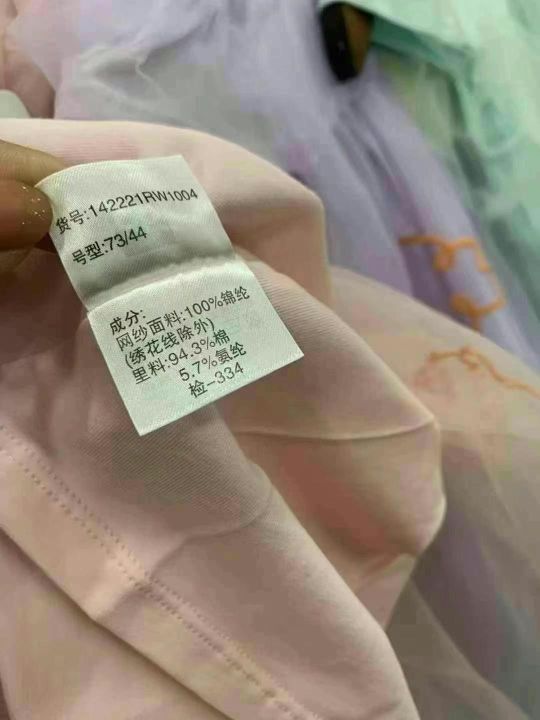 货号:142221RW1004
号型:73/44
成分:
网纱面料:100%锦纶
(绣花线除外)
里料:94.3%棉
5.7%氨纶
检-334